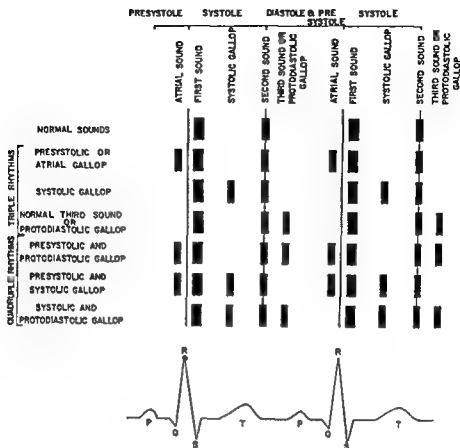 PRESYSTOLE SYSTOLE DIASTOLE & PRE SYSTOLE SYSTOLE
ATRIAL SOUND
FIRST SOUND
SYSTOLIC GALLOP
SECOND SOUND
THIRD SOUND OR
PROTODIASTOLIC
GALLOP
ATRIAL SOUND
FIRST SOUND
SYSTOLIC GALLOP
SECOND SOUND
THIRD SOUND OR
PROTODIASTOLIC
GALLOP
NORMAL SOUNDS
TRIPLE RHYTHMS
PRESYSTOLIC OR
ATRIAL GALLOP
SYSTOLIC GALLOP
NORMAL THIRD SOUND
OR
PROTODIASTOLIC GALLOP
QUADRUPLE RHYTHMS
PRESYSTOLIC AND
PROTODIASTOLIC GALLOP
PRESYSTOLIC AND
SYSTOLIC GALLOP
SYSTOLIC AND
PROTODIASTOLIC GALLOP
R R
P T P T
Q Q
S